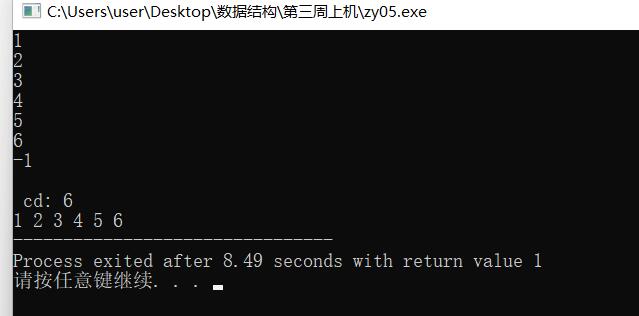 C:\Users\user\Desktop\数据结构\第三周上机\zy05.exe
1
2
3
4
5
6
-1
cd: 6
1 2 3 4 5 6
--------------------------------
Process exited after 8.49 seconds with return value 1
请按任意键继续. . .